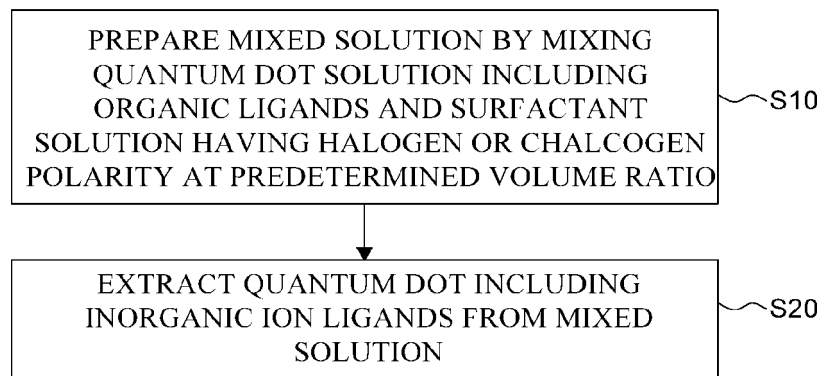 PREPARE MIXED SOLUTION BY MIXING
QUANTUM DOT SOLUTION INCLUDING
ORGANIC LIGANDS AND SURFACTANT
SOLUTION HAVING HALOGEN OR CHALCOGEN
POLARITY AT PREDETERMINED VOLUME RATIO
S10
EXTRACT QUANTUM DOT INCLUDING
INORGANIC ION LIGANDS FROM MIXED
SOLUTION
S20